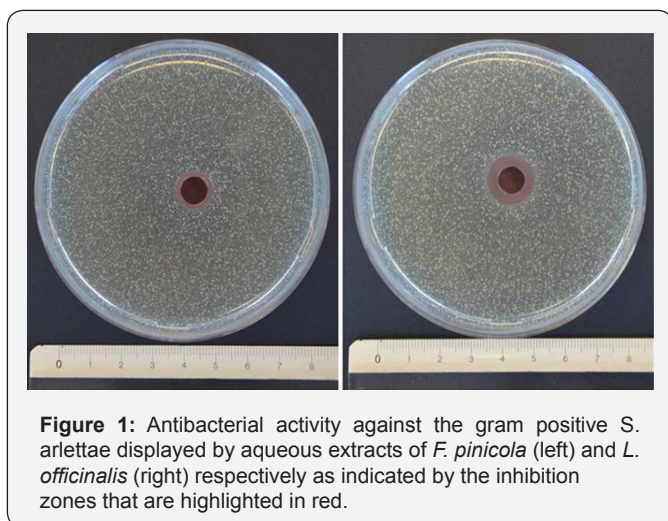 0 1 2 3 4 5 6 7 8
0 1 2 3 4 5 6 7 8
Figure 1: Antibacterial activity against the gram positive S.
arlettae displayed by aqueous extracts of F. pinicola (left) and L.
officinalis (right) respectively as indicated by the inhibition
zones that are highlighted in red.